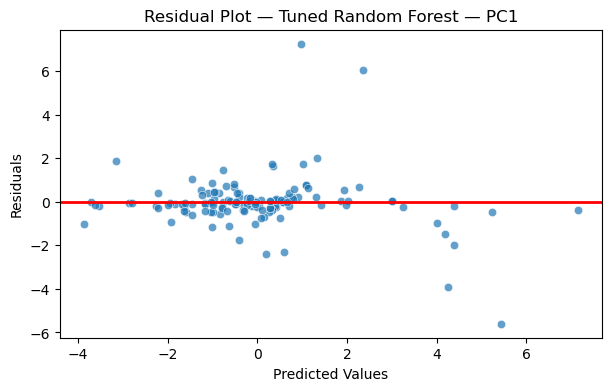 Residual Plot — Tuned Random Forest — PC1
Residuals
6
4
2
0
−2
−4
−6
−4 −2 0 2 4 6
Predicted Values